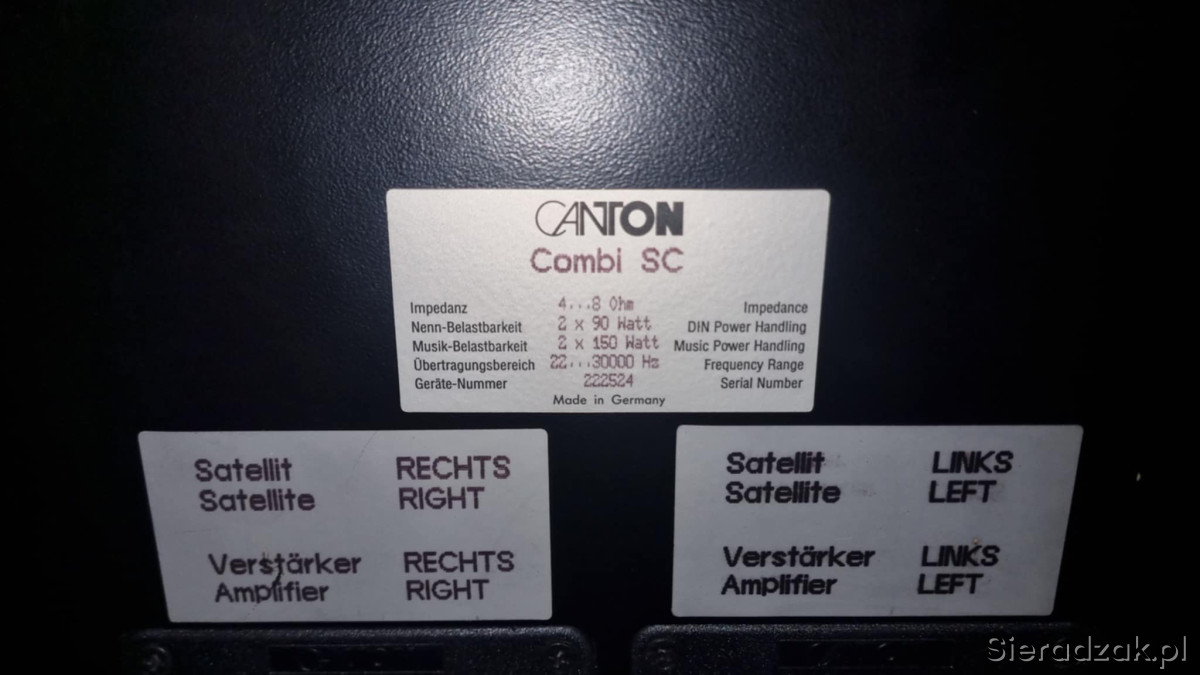 CANTON
Combi SC
Impedanz 4...8 Ohm Impedance
Nenn-Belastbarkeit 2 x 90 Watt DIN Power Handling
Musik-Belastbarkeit 2 x 150 Watt Music Power Handling
Übertragungsbereich 22...30000 Hz Frequency Range
Geräte-Nummer 222524 Serial Number
Made in Germany
Satellit RECHTS
Satellite RIGHT
Verstärker RECHTS
Amplifier RIGHT
Satellit LINKS
Satellite LEFT
Verstärker LINKS
Amplifier LEFT
Sieradzak.pl